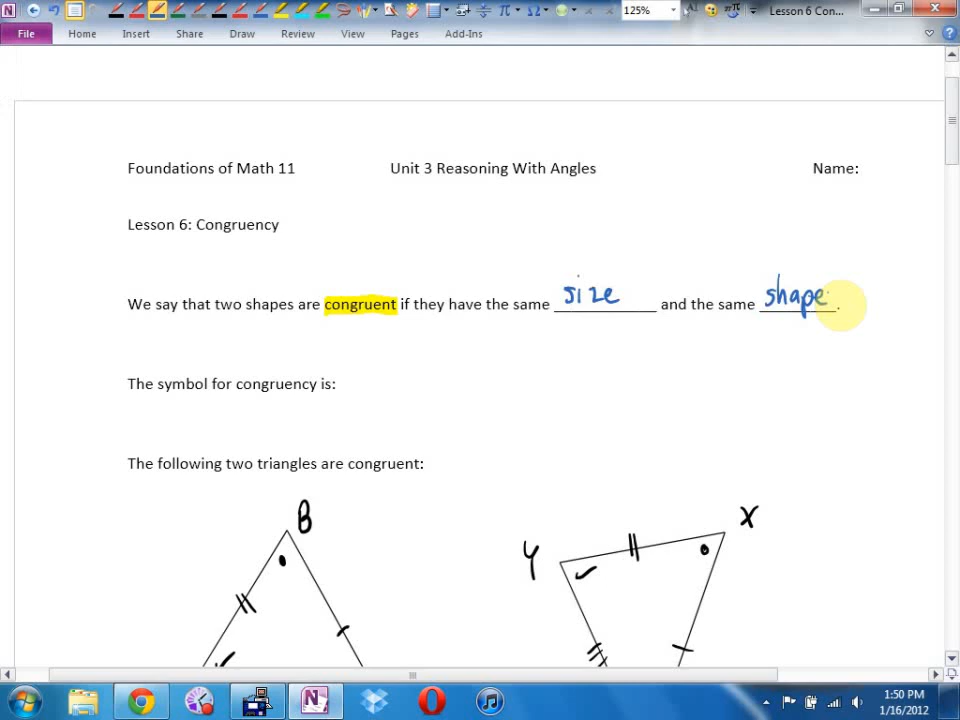 125%
Lesson 6 Con...
File Home Insert Share Draw Review View Pages Add-Ins
Foundations of Math 11 Unit 3 Reasoning With Angles Name:
Lesson 6: Congruency
We say that two shapes are congruent if they have the same size and the same shape.
The symbol for congruency is:
The following two triangles are congruent:
B
X
Y
1:50 PM
1/16/2012